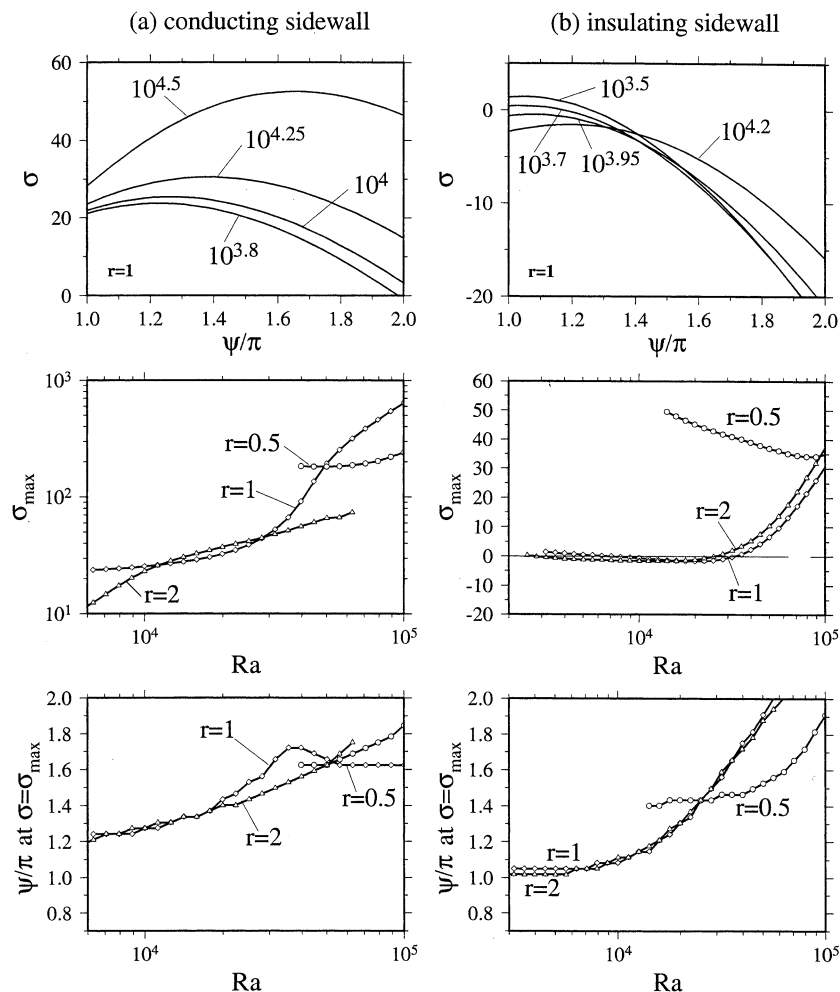 (a) conducting sidewall
(b) insulating sidewall
60
40
20
0
σ
10^4.5
10^4.25
10^4
10^3.8
r=1
1.0 1.2 1.4 1.6 1.8 2.0
ψ/π
0
-10
-20
σ
10^3.5
10^4.2
10^3.7
10^3.95
r=1
1.0 1.2 1.4 1.6 1.8 2.0
ψ/π
10^3
10^2
10^1
σmax
r=0.5
r=1
r=2
10^4 10^5
Ra
60
50
40
30
20
10
0
-10
-20
σmax
r=0.5
r=2
r=1
10^4 10^5
Ra
2.0
1.8
1.6
1.4
1.2
1.0
0.8
ψ/π at σ=σmax
r=1
r=0.5
r=2
10^4 10^5
Ra
2.0
1.8
1.6
1.4
1.2
1.0
0.8
ψ/π at σ=σmax
r=0.5
r=1
r=2
10^4 10^5
Ra